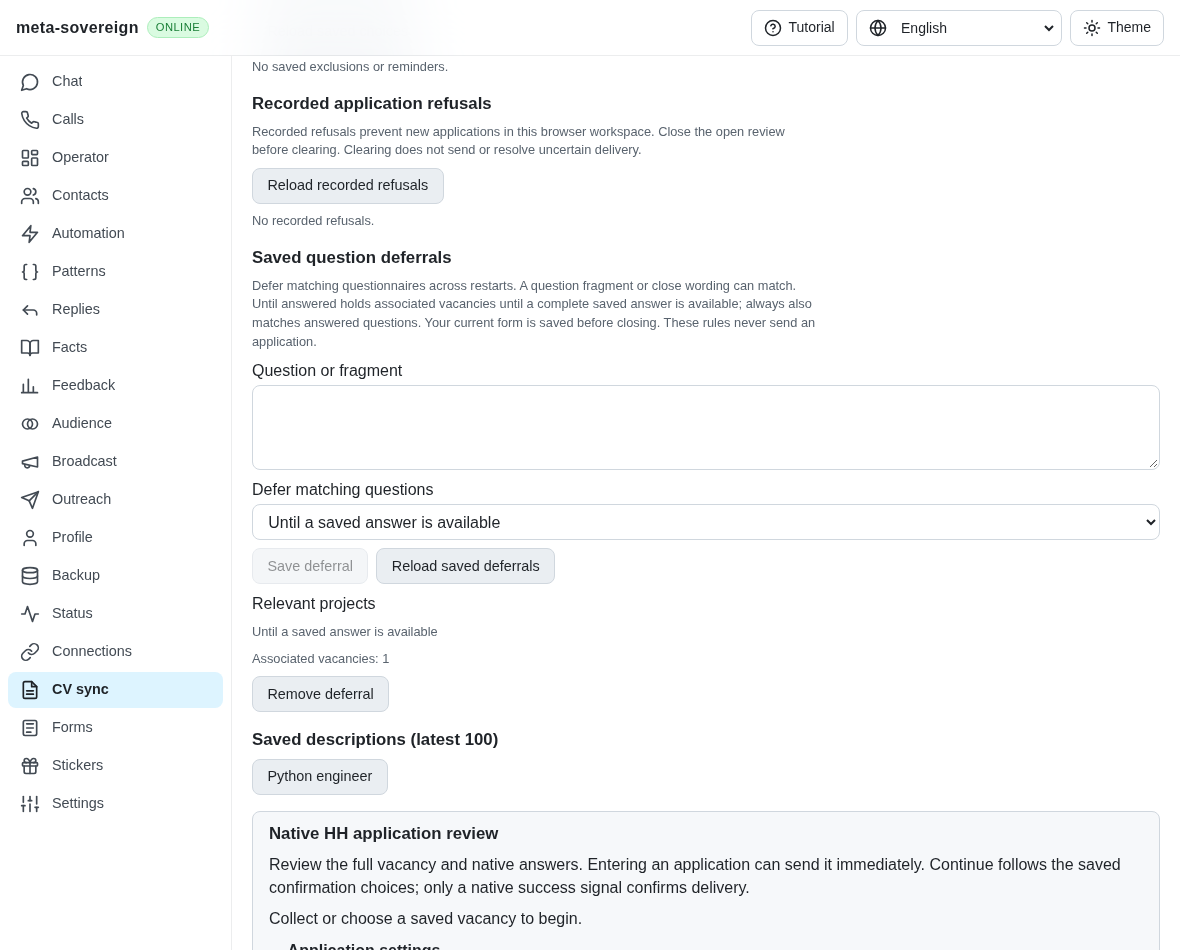 meta-sovereign
ONLINE
Tutorial
English
Theme
Chat
Calls
Operator
Contacts
Automation
Patterns
Replies
Facts
Feedback
Audience
Broadcast
Outreach
Profile
Backup
Status
Connections
CV sync
Forms
Stickers
Settings
No saved exclusions or reminders.
Recorded application refusals
Recorded refusals prevent new applications in this browser workspace. Close the open review
before clearing. Clearing does not send or resolve uncertain delivery.
Reload recorded refusals
No recorded refusals.
Saved question deferrals
Defer matching questionnaires across restarts. A question fragment or close wording can match.
Until answered holds associated vacancies until a complete saved answer is available; always also
matches answered questions. Your current form is saved before closing. These rules never send an
application.
Question or fragment
Defer matching questions
Until a saved answer is available
Save deferral
Reload saved deferrals
Relevant projects
Until a saved answer is available
Associated vacancies: 1
Remove deferral
Saved descriptions (latest 100)
Python engineer
Native HH application review
Review the full vacancy and native answers. Entering an application can send it immediately. Continue follows the saved
confirmation choices; only a native success signal confirms delivery.
Collect or choose a saved vacancy to begin.
Application settings